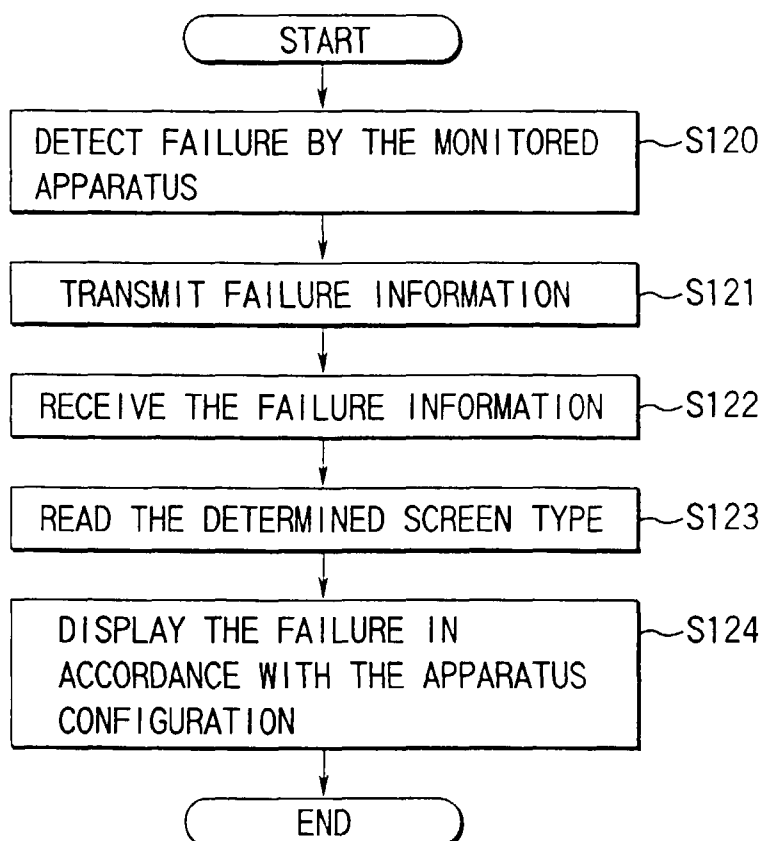 START
DETECT FAILURE BY THE MONITORED
APPARATUS
S120
TRANSMIT FAILURE INFORMATION
S121
RECEIVE THE FAILURE INFORMATION
S122
READ THE DETERMINED SCREEN TYPE
S123
DISPLAY THE FAILURE IN
ACCORDANCE WITH THE APPARATUS
CONFIGURATION
S124
END